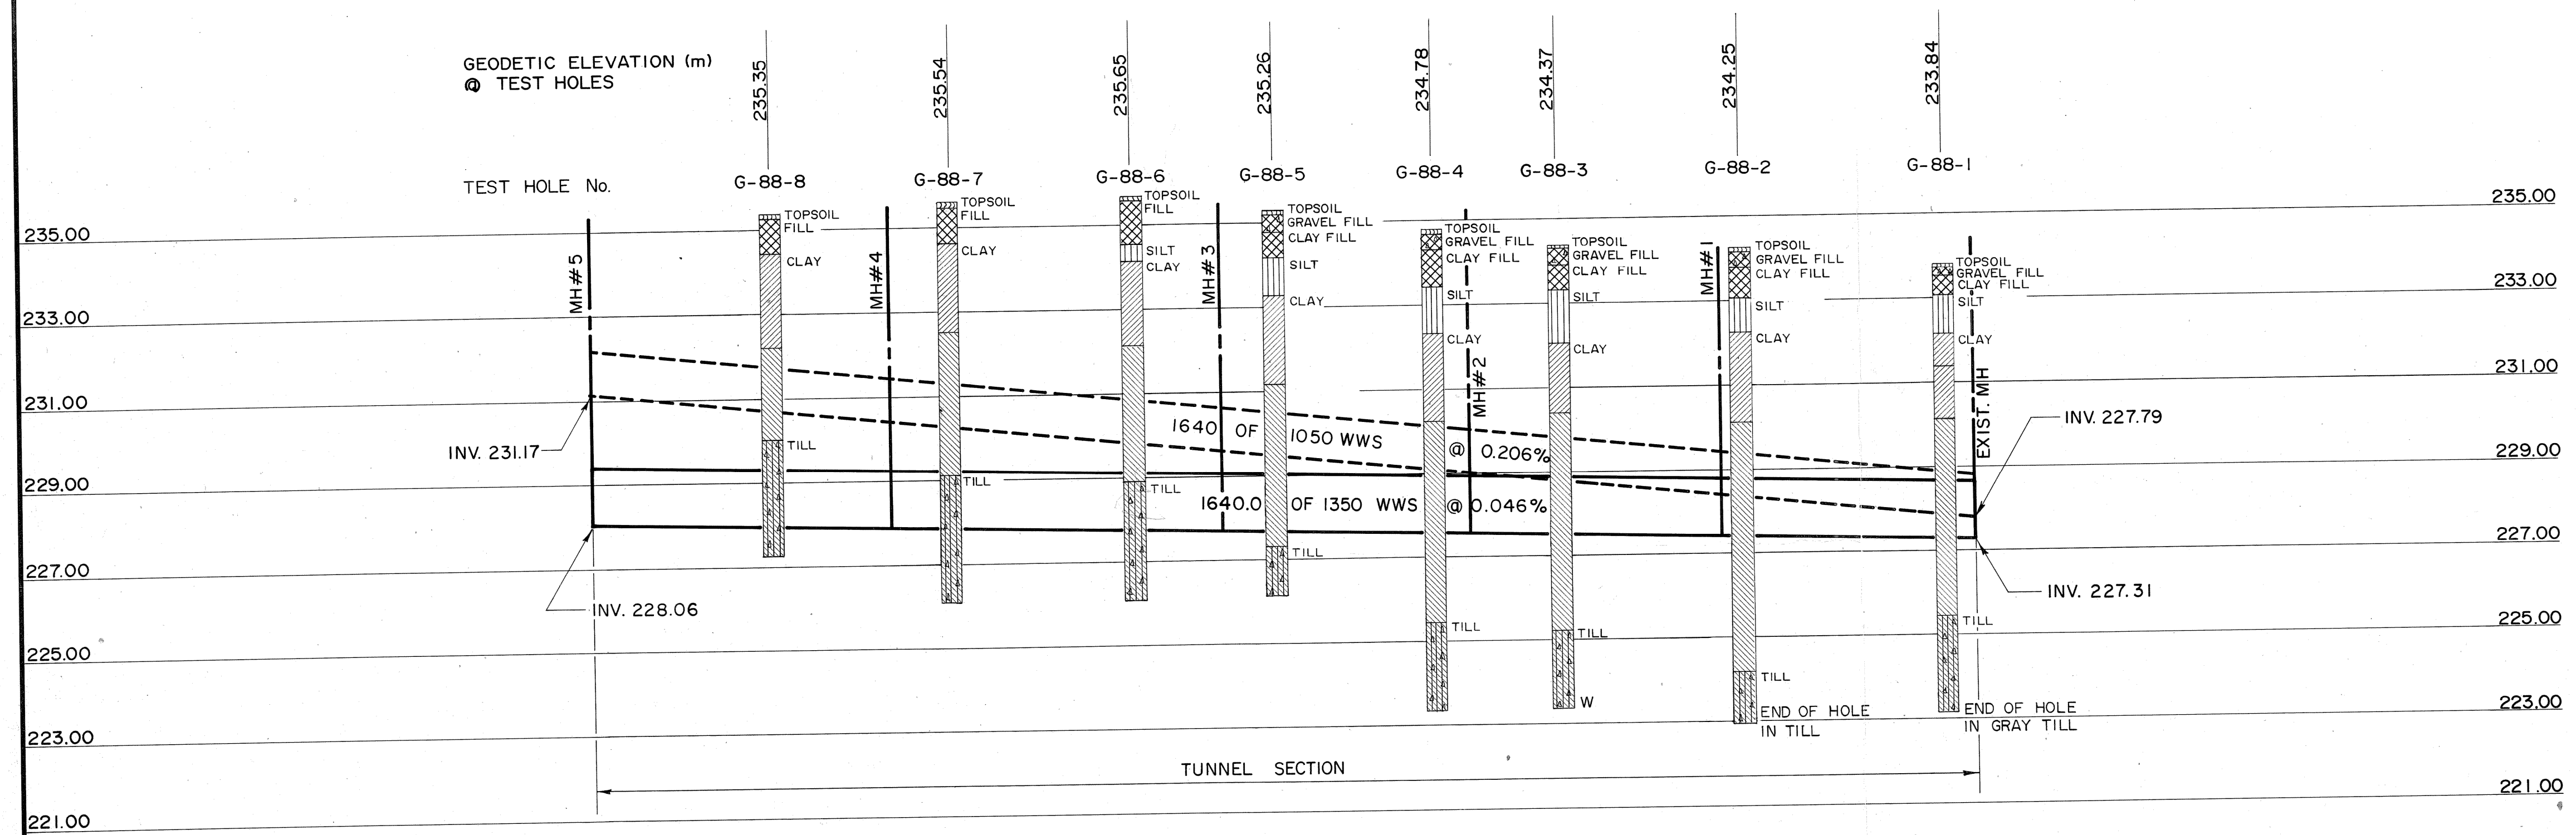 GEODETIC ELEVATION (m)
@ TEST HOLES
235.35
235.54
235.65
235.26
234.78
234.37
234.25
233.84
TEST HOLE No.
G-88-8
G-88-7
G-88-6
G-88-5
G-88-4
G-88-3
G-88-2
G-88-1
235.00
235.00
MH#5
TOPSOIL
FILL
CLAY
TILL
MH#4
TOPSOIL
FILL
CLAY
TILL
TOPSOIL
FILL
SILT
CLAY
TILL
MH#3
TOPSOIL
GRAVEL FILL
CLAY FILL
SILT
CLAY
TILL
TOPSOIL
GRAVEL FILL
CLAY FILL
SILT
CLAY
TILL
MH#2
TOPSOIL
GRAVEL FILL
CLAY FILL
SILT
CLAY
TILL
W
MH#1
TOPSOIL
GRAVEL FILL
CLAY FILL
SILT
CLAY
TILL
END OF HOLE
IN TILL
TOPSOIL
GRAVEL FILL
CLAY FILL
SILT
CLAY
TILL
END OF HOLE
IN GRAY TILL
EXIST. MH
233.00
233.00
231.00
231.00
INV. 231.17
1640 OF 1050 WWS @ 0.206%
INV. 227.79
229.00
229.00
1640.0 OF 1350 WWS @ 0.046%
227.00
227.00
INV. 228.06
INV. 227.31
225.00
225.00
223.00
223.00
TUNNEL SECTION
221.00
221.00